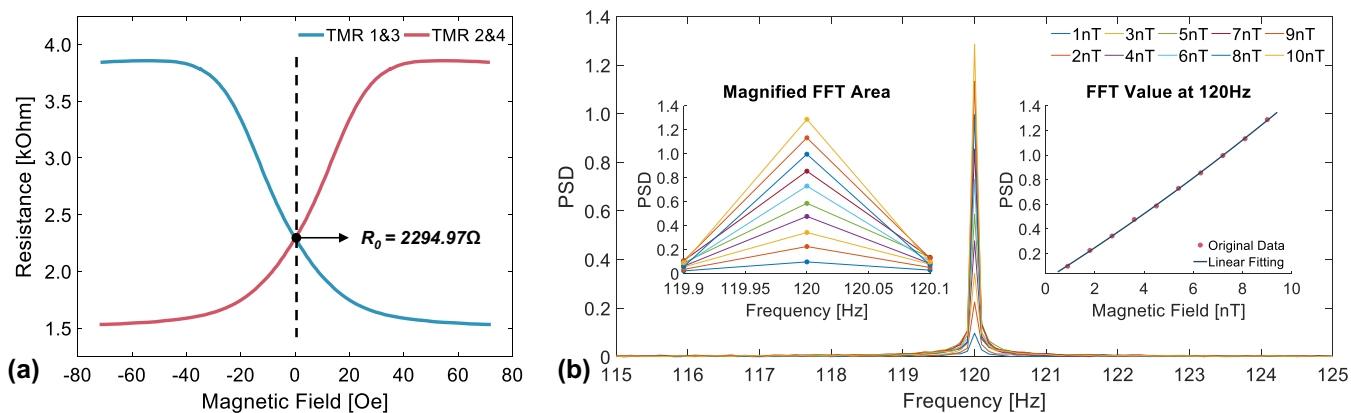 TMR 1&3 TMR 2&4
4.0
3.5
3.0
2.5
2.0
1.5
Resistance [kOhm]
R0 = 2294.97Ω
-80 -60 -40 -20 0 20 40 60 80
Magnetic Field [Oe]
(a)
1.4
1.2
1.0
0.8
0.6
0.4
0.2
0
PSD
1nT 3nT 5nT 7nT 9nT
2nT 4nT 6nT 8nT 10nT
Magnified FFT Area
1.4
1.2
1.0
0.8
0.6
0.4
0.2
0
PSD
119.9 119.95 120 120.05 120.1
Frequency [Hz]
FFT Value at 120Hz
1.4
1.2
1.0
0.8
1.4
0.4
0.2
0
PSD
Original Data
Linear Fitting
0 2 4 6 8 10
Magnetic Field [nT]
115 116 117 118 119 120 121 122 123 124 125
Frequency [Hz]
(b)